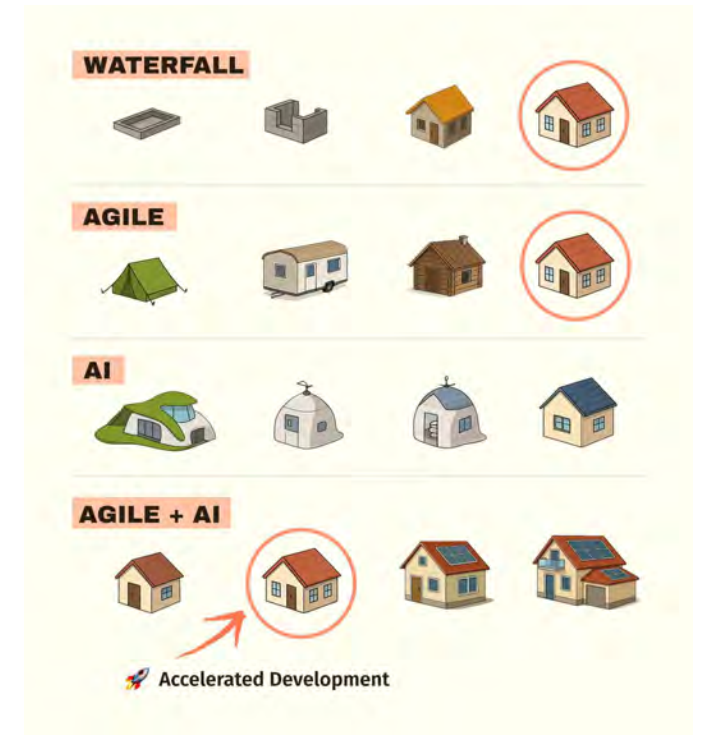 WATERFALL
AGILE
AI
AGILE + AI
🚀 Accelerated Development